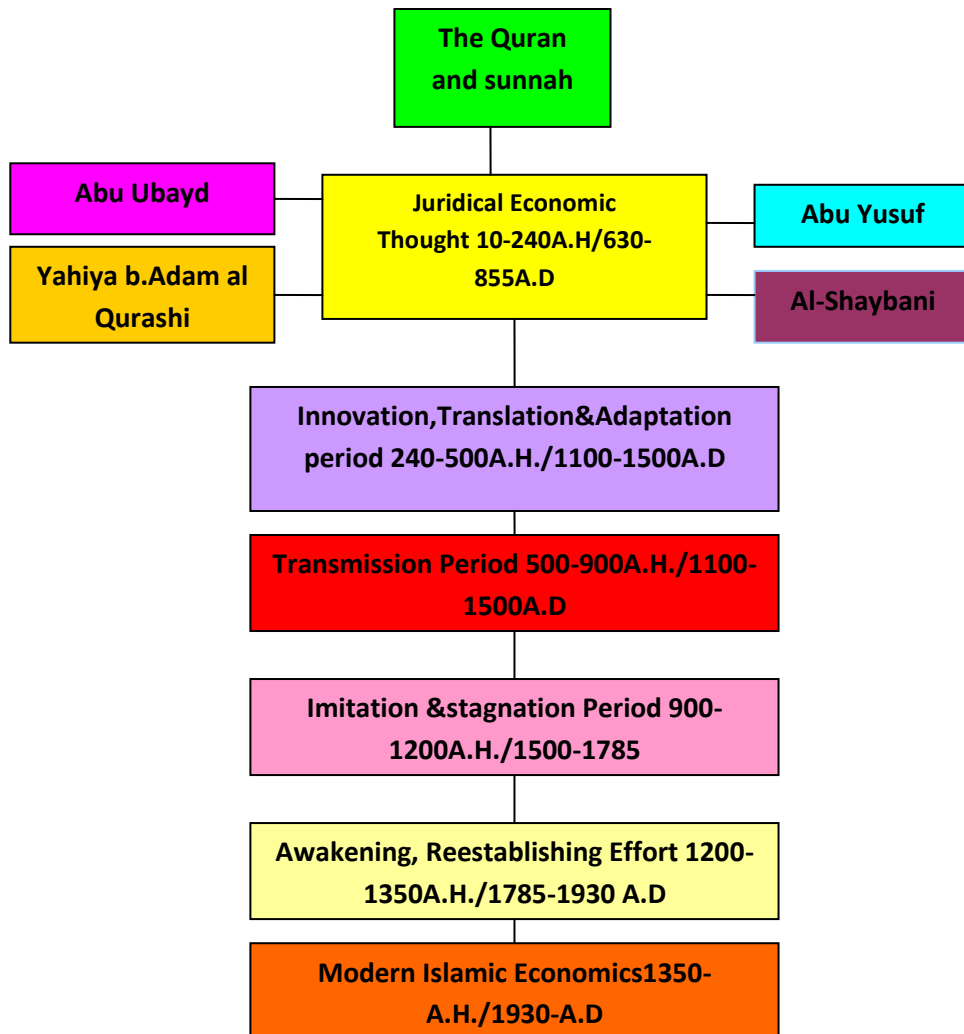 The Quran
and sunnah
Abu Ubayd
Juridical Economic
Thought 10-240A.H/630-
855A.D
Abu Yusuf
Yahiya b.Adam al
Qurashi
Al-Shaybani
Innovation,Translation&Adaptation
period 240-500A.H./1100-1500A.D
Transmission Period 500-900A.H./1100-
1500A.D
Imitation &stagnation Period 900-
1200A.H./1500-1785
Awakening, Reestablishing Effort 1200-
1350A.H./1785-1930 A.D
Modern Islamic Economics1350-
A.H./1930-A.D